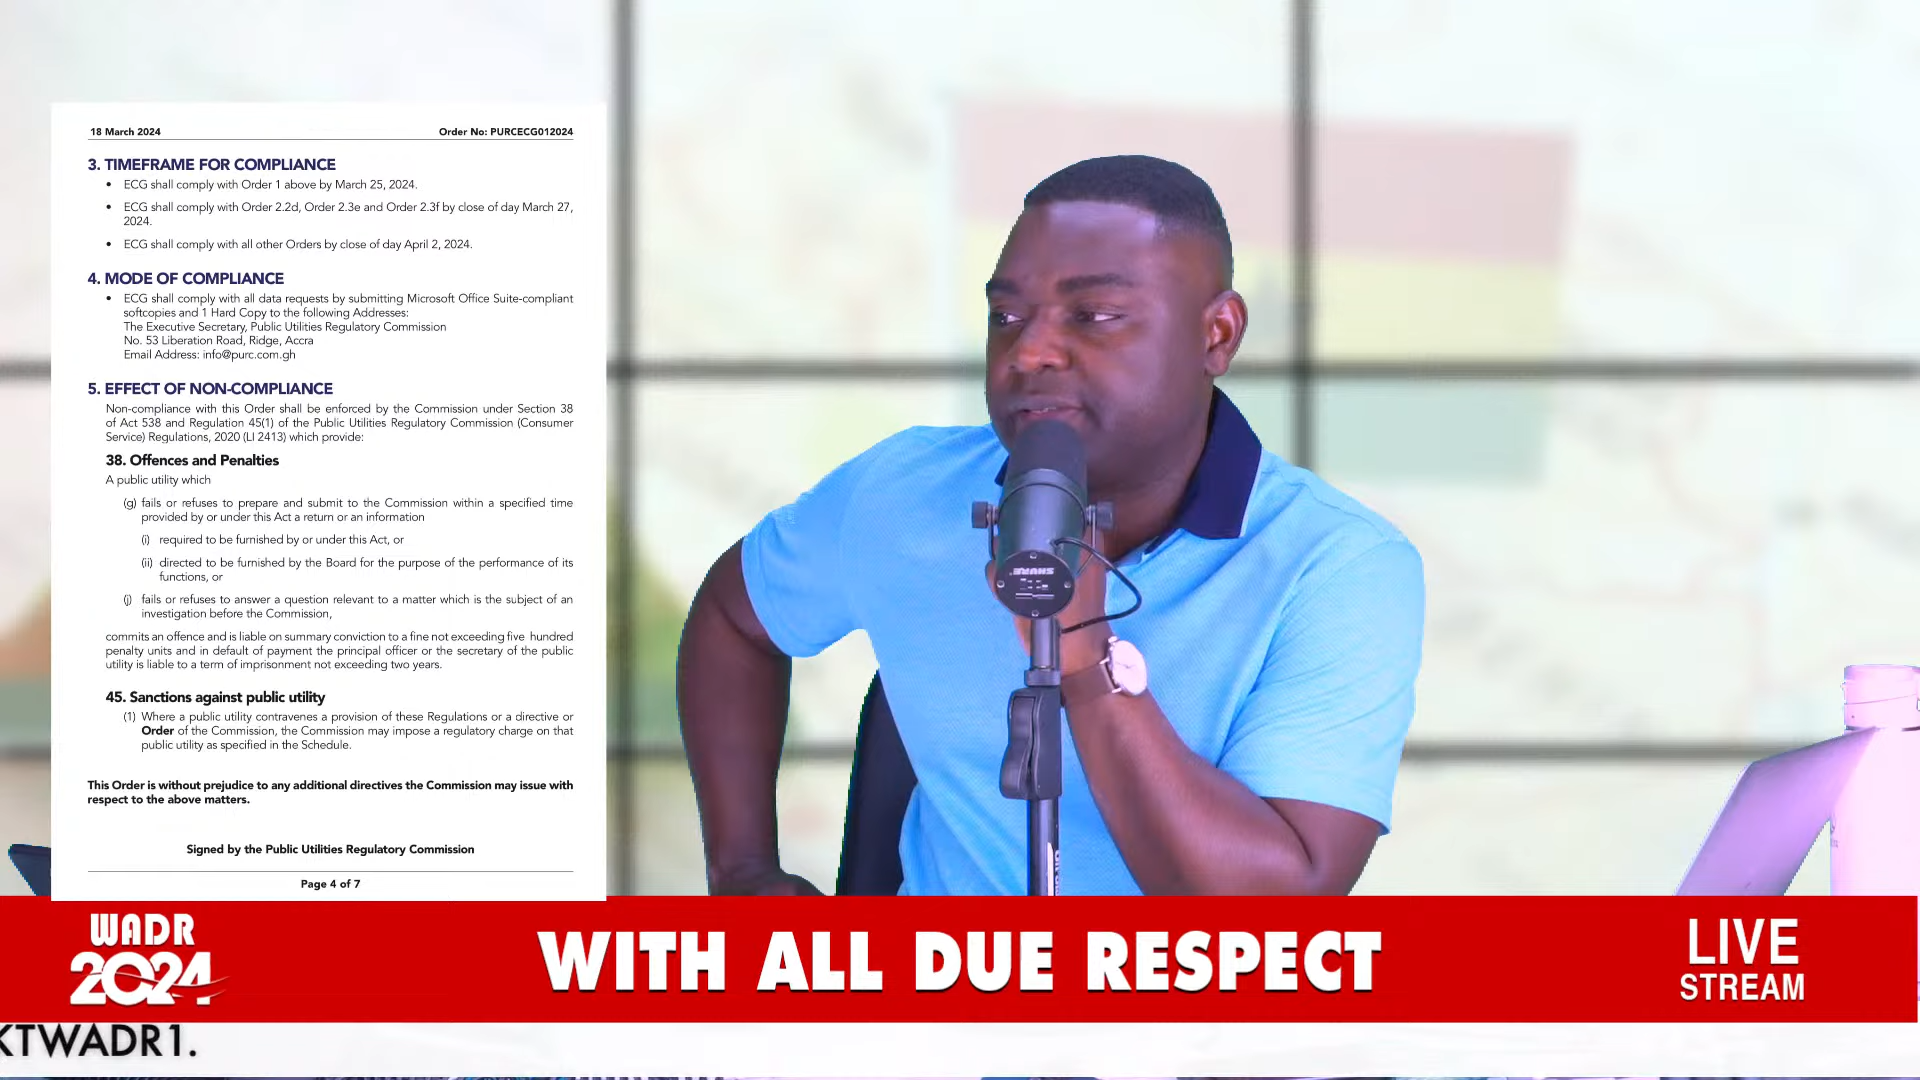 18 March 2024 Order No: PURCECG012024
3. TIMEFRAME FOR COMPLIANCE
• ECG shall comply with Order 1 above by March 25, 2024.
• ECG shall comply with Order 2.2d, Order 2.3e and Order 2.3f by close of day March 27,
2024.
• ECG shall comply with all other Orders by close of day April 2, 2024.
4. MODE OF COMPLIANCE
• ECG shall comply with all data requests by submitting Microsoft Office Suite-compliant
softcopies and 1 Hard Copy to the following Addresses:
The Executive Secretary, Public Utilities Regulatory Commission
No. 53 Liberation Road, Ridge, Accra
Email Address: info@purc.com.gh
5. EFFECT OF NON-COMPLIANCE
Non-compliance with this Order shall be enforced by the Commission under Section 38
of Act 538 and Regulation 45(1) of the Public Utilities Regulatory Commission (Consumer
Service) Regulations, 2020 (LI 2413) which provide:
38. Offences and Penalties
A public utility which
(g) fails or refuses to prepare and submit to the Commission within a specified time
provided by or under this Act a return or an information
(i) required to be furnished by or under this Act, or
(ii) directed to be furnished by the Board for the purpose of the performance of its
functions, or
(j) fails or refuses to answer a question relevant to a matter which is the subject of an
investigation before the Commission,
commits an offence and is liable on summary conviction to a fine not exceeding five hundred
penalty units and in default of payment the principal officer or the secretary of the public
utility is liable to a term of imprisonment not exceeding two years.
45. Sanctions against public utility
(1) Where a public utility contravenes a provision of these Regulations or a directive or
Order of the Commission, the Commission may impose a regulatory charge on that
public utility as specified in the Schedule.
This Order is without prejudice to any additional directives the Commission may issue with
respect to the above matters.
Signed by the Public Utilities Regulatory Commission
Page 4 of 7
SHURE
WADR
2024
WITH ALL DUE RESPECT
LIVE
STREAM
KTWADR1.